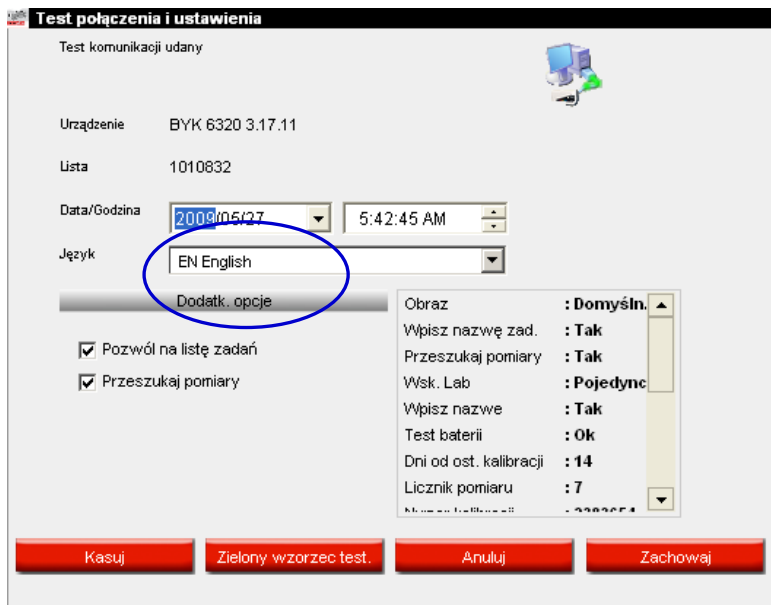 Test połączenia i ustawienia
Test komunikacji udany
Urządzenie BYK 6320 3.17.11
Lista 1010832
Data/Godzina 2009/05/27 5:42:45 AM
Język EN English
Dodatk. opcje
Pozwól na listę zadań
Przeszukaj pomiary
Obraz : Domyśln.
Wpisz nazwę zad. : Tak
Przeszukaj pomiary : Tak
Wsk. Lab : Pojedync
Wpisz nazwe : Tak
Test baterii : Ok
Dni od ost. kalibracji : 14
Licznik pomiaru : 7
Kasuj Zielony wzorzec test. Anuluj Zachowaj